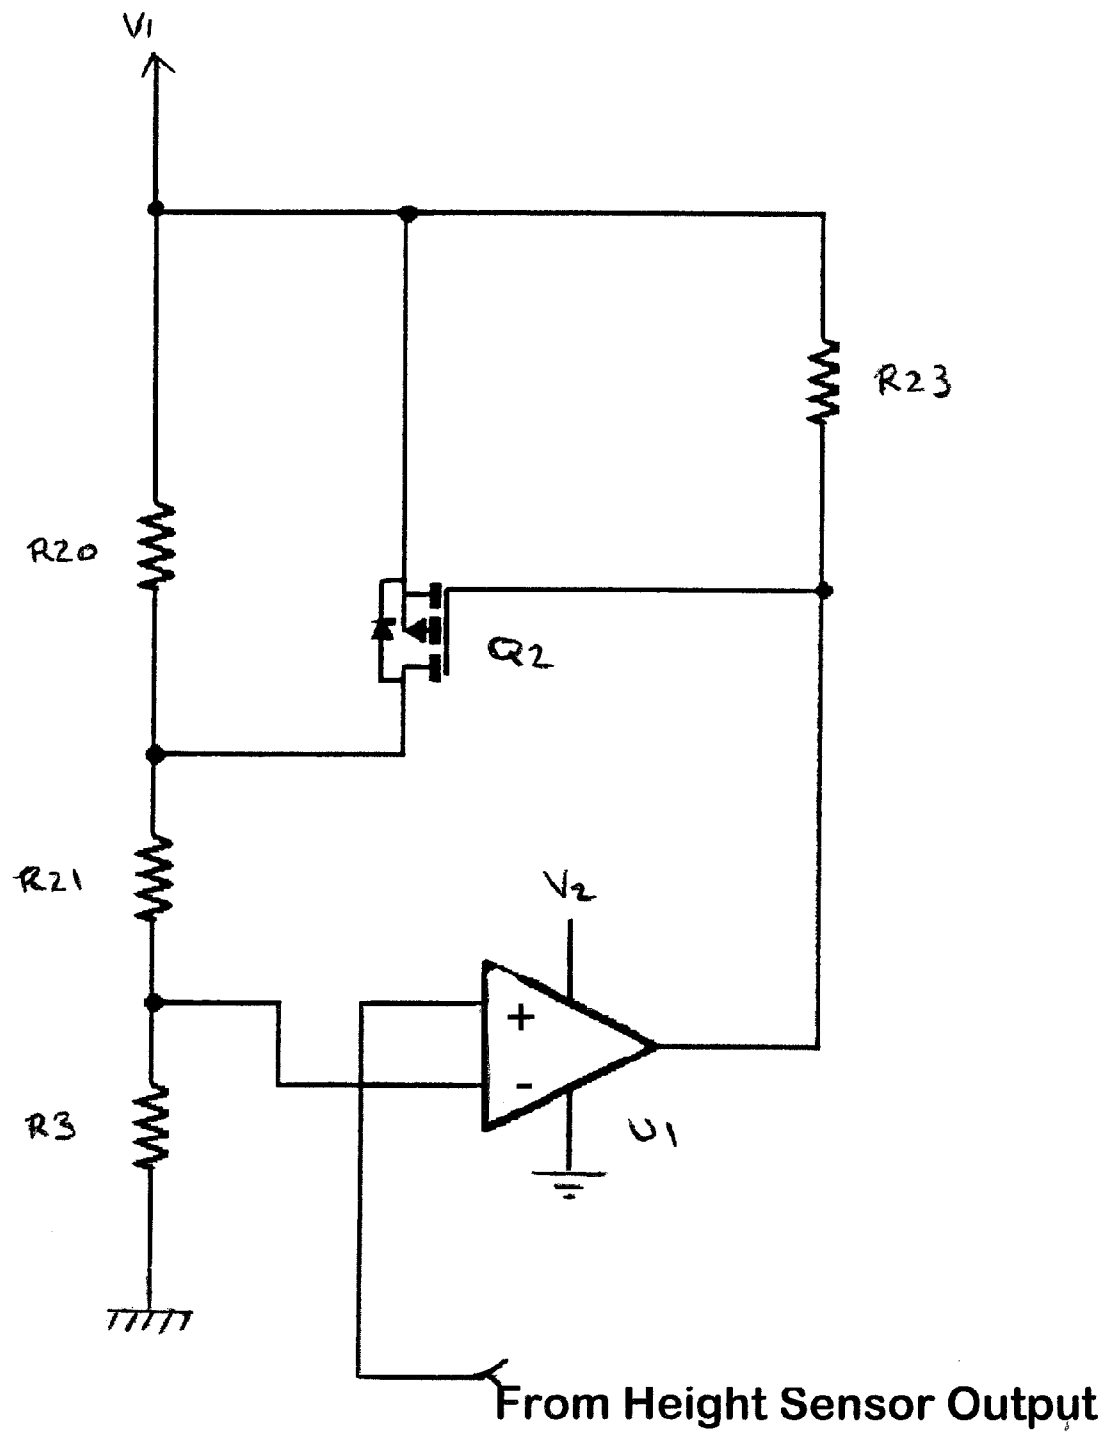 V1
R23
R20
Q2
R21
V2
+
-
R3
U1
From Height Sensor Output